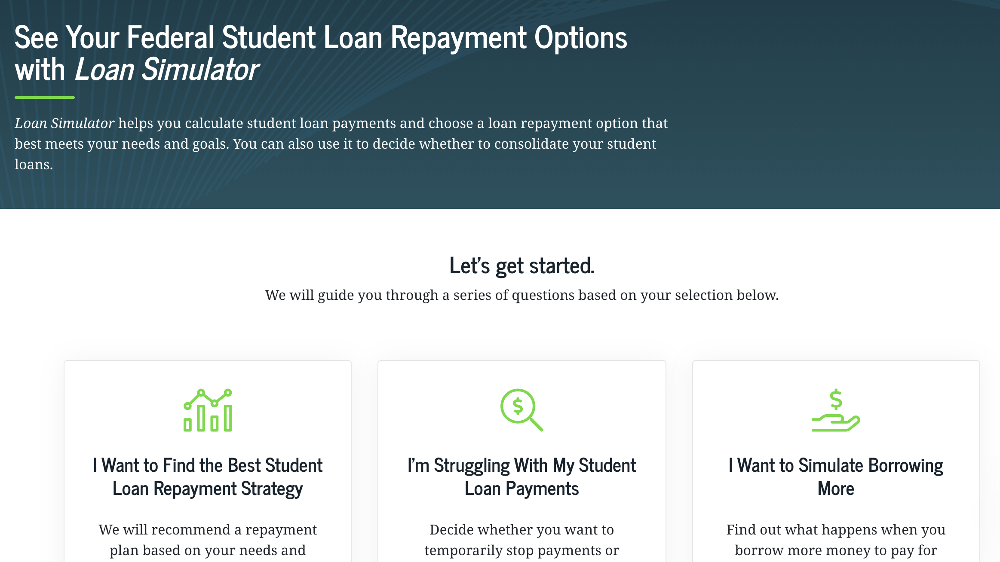 See Your Federal Student Loan Repayment Options
with Loan Simulator
Loan Simulator helps you calculate student loan payments and choose a loan repayment option that
best meets your needs and goals. You can also use it to decide whether to consolidate your student
loans.
Let’s get started.
We will guide you through a series of questions based on your selection below.
I Want to Find the Best Student
Loan Repayment Strategy
We will recommend a repayment
plan based on your needs and
I’m Struggling With My Student
Loan Payments
Decide whether you want to
temporarily stop payments or
I Want to Simulate Borrowing
More
Find out what happens when you
borrow more money to pay for